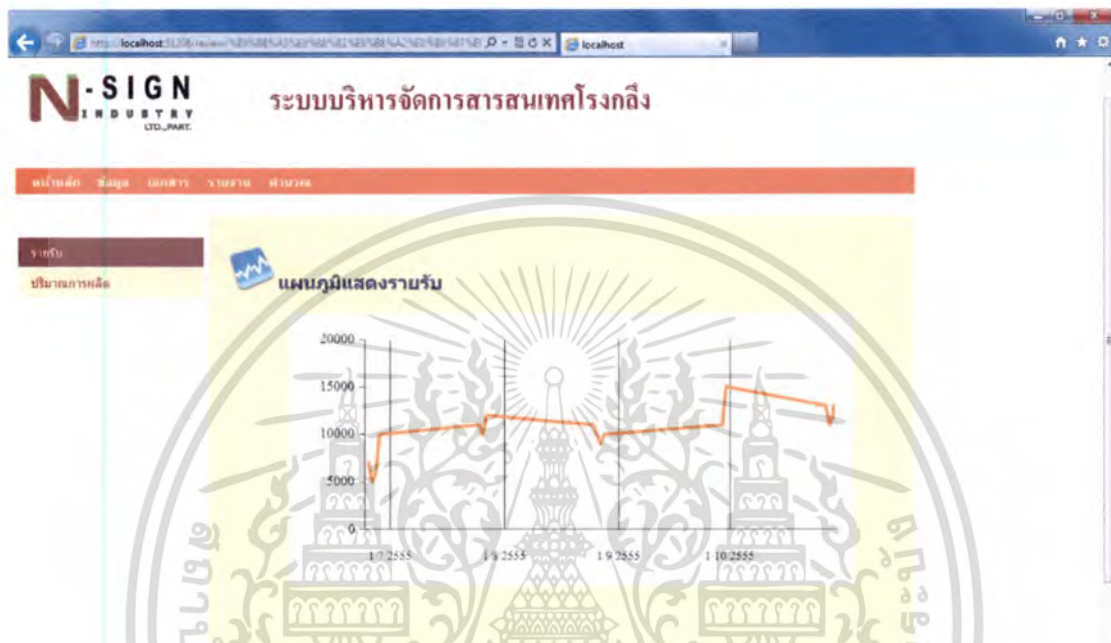 localhost
N-SIGN
INDUSTRY
LTD.,PART.
ระบบบริหารจัดการสารสนเทศโรงกลึง
หน้าหลัก ข้อมูล เอกสาร รายงาน คำนวณ
รายรับ
ปริมาณการผลิต
แผนภูมิแสดงรายรับ
20000
15000
10000
5000
0
1/7/2555 1/8/2555 1/9/2555 1/10/2555